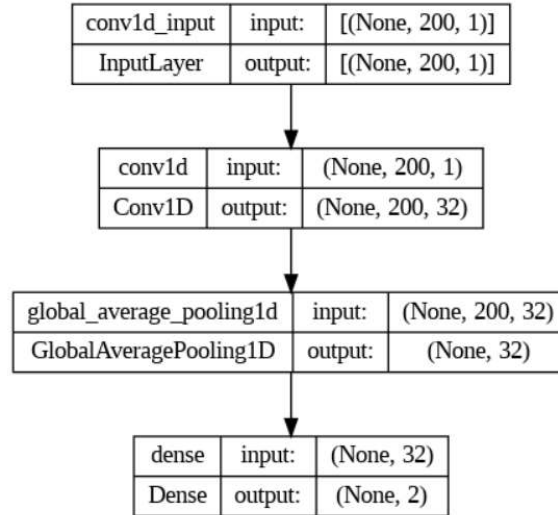 conv1d_input input: [(None, 200, 1)]
InputLayer output: [(None, 200, 1)]
conv1d input: (None, 200, 1)
Conv1D output: (None, 200, 32)
global_average_pooling1d input: (None, 200, 32)
GlobalAveragePooling1D output: (None, 32)
dense input: (None, 32)
Dense output: (None, 2)